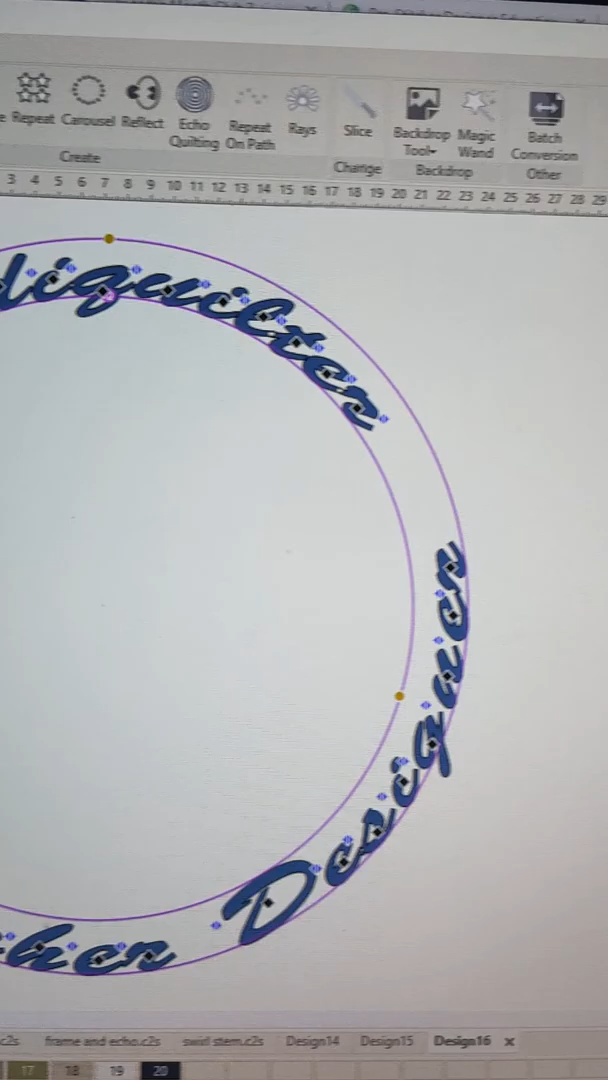 Repeat Carousel Reflect Echo Quilting Repeat On Path Rays Slice Backdrop Tool Magic Wand Batch Conversion
Create Change Backdrop Other
3 4 5 6 7 8 9 10 11 12 13 14 15 16 17 18 19 20 21 22 23 24 25 26 27 28 29
diquilter
her Designer
.c2s frame and echo.c2s swirl stem.c2s Design14 Design15 Design16 x
17 18 19 20